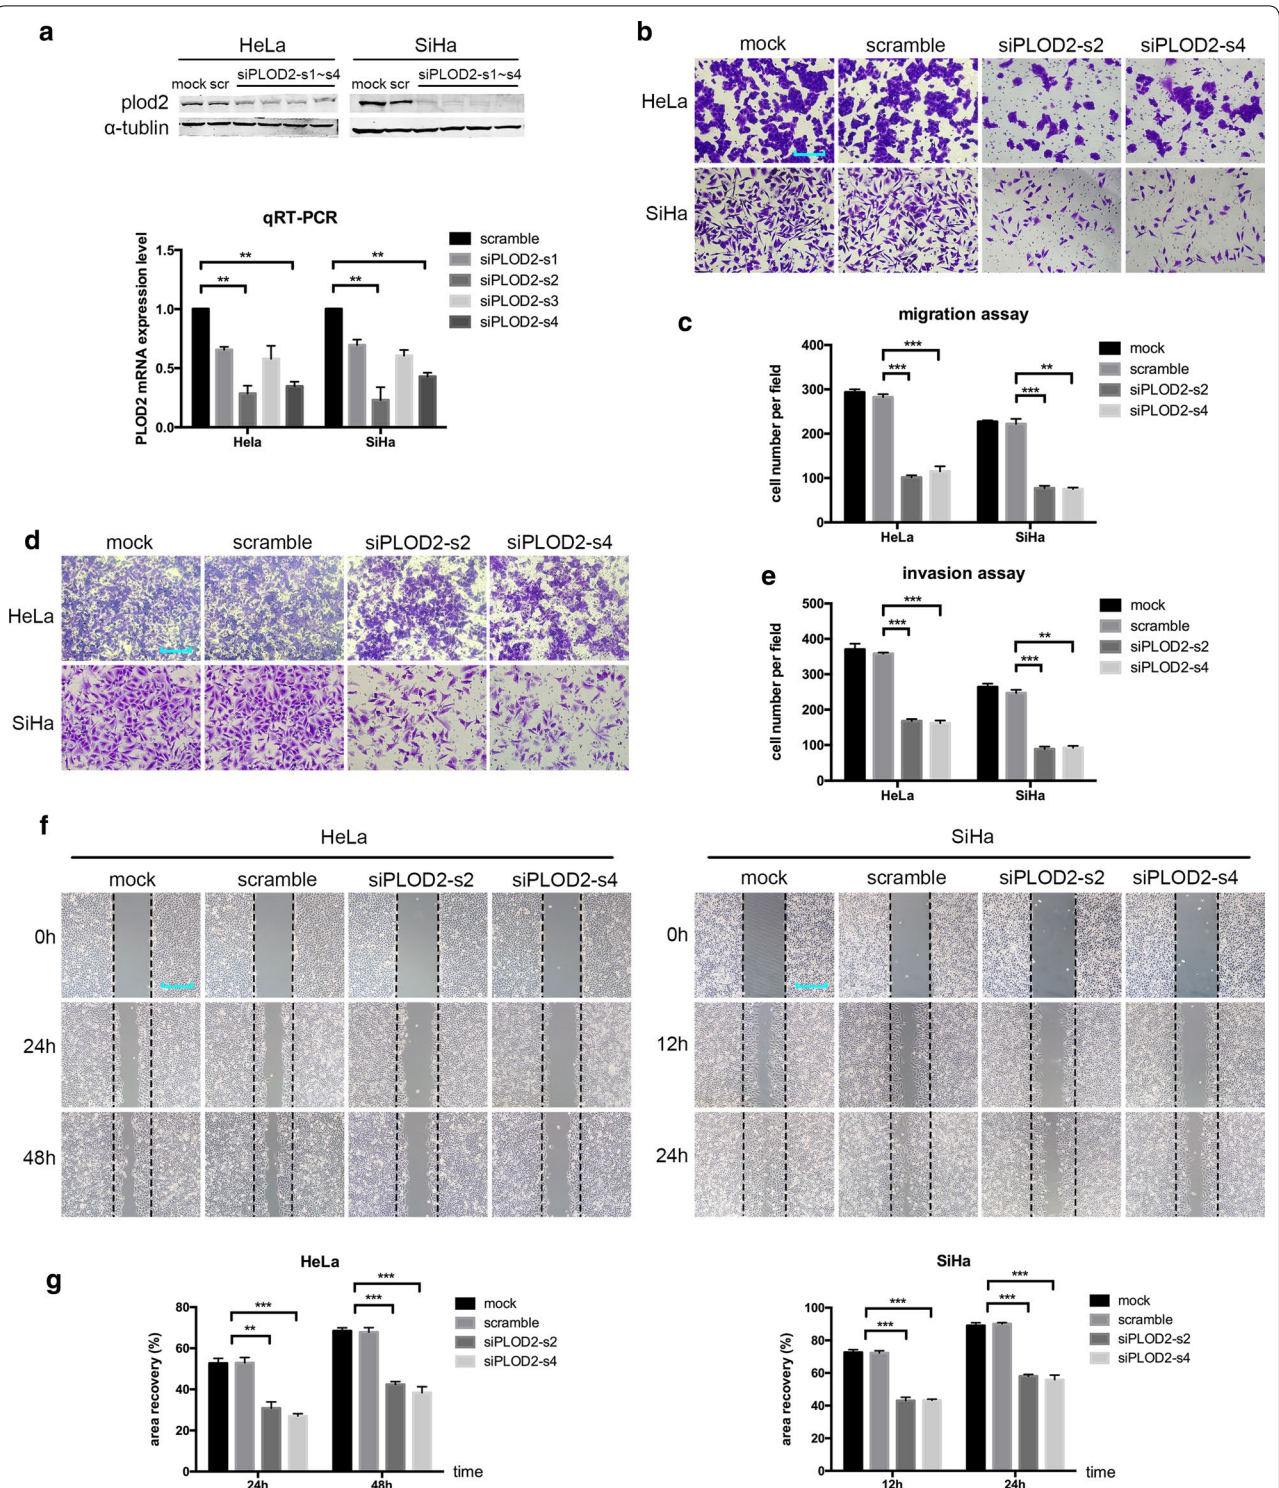 a
HeLa SiHa
mock scr siPLOD2-s1~s4 mock scr siPLOD2-s1~s4
plod2
α-tublin
qRT-PCR
PLOD2 mRNA expression level
1.5
1.0
0.5
0.0
** ** ** **
Hela SiHa
scramble
siPLOD2-s1
siPLOD2-s2
siPLOD2-s3
siPLOD2-s4
b
mock scramble siPLOD2-s2 siPLOD2-s4
HeLa
SiHa
c
migration assay
cell number per field
400
300
200
100
0
*** *** *** **
HeLa SiHa
mock
scramble
siPLOD2-s2
siPLOD2-s4
d
mock scramble siPLOD2-s2 siPLOD2-s4
HeLa
SiHa
e
invasion assay
cell number per field
500
400
300
200
100
0
*** *** *** **
HeLa SiHa
mock
scramble
siPLOD2-s2
siPLOD2-s4
f
HeLa
mock scramble siPLOD2-s2 siPLOD2-s4
0h
24h
48h
SiHa
mock scramble siPLOD2-s2 siPLOD2-s4
0h
12h
24h
g
HeLa
area recovery (%)
80
60
40
20
0
** *** *** ***
24h 48h time
mock
scramble
siPLOD2-s2
siPLOD2-s4
SiHa
area recovery (%)
100
80
60
40
20
0
*** *** *** ***
12h 24h time
mock
scramble
siPLOD2-s2
siPLOD2-s4